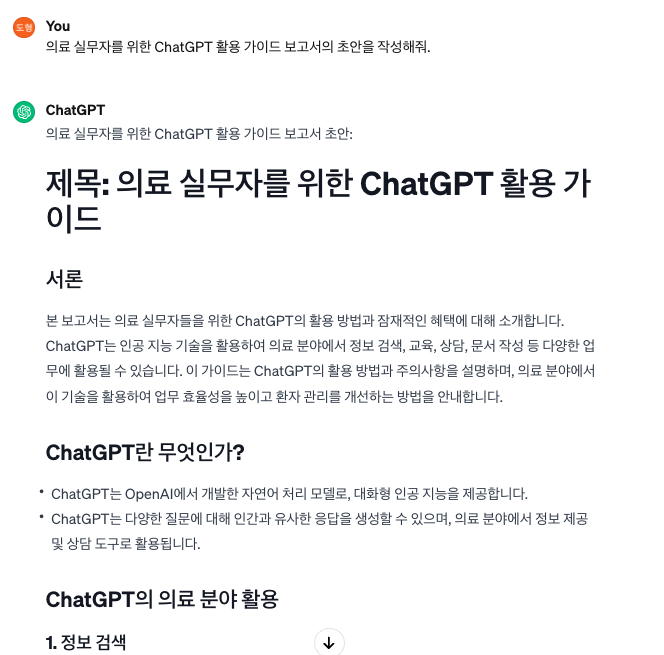 도형
You
의료 실무자를 위한 ChatGPT 활용 가이드 보고서의 초안을 작성해줘.
ChatGPT
의료 실무자를 위한 ChatGPT 활용 가이드 보고서 초안:
제목: 의료 실무자를 위한 ChatGPT 활용 가
이드
서론
본 보고서는 의료 실무자들을 위한 ChatGPT의 활용 방법과 잠재적인 혜택에 대해 소개합니다.
ChatGPT는 인공 지능 기술을 활용하여 의료 분야에서 정보 검색, 교육, 상담, 문서 작성 등 다양한 업
무에 활용될 수 있습니다. 이 가이드는 ChatGPT의 활용 방법과 주의사항을 설명하며, 의료 분야에서
이 기술을 활용하여 업무 효율성을 높이고 환자 관리를 개선하는 방법을 안내합니다.
ChatGPT란 무엇인가?
• ChatGPT는 OpenAI에서 개발한 자연어 처리 모델로, 대화형 인공 지능을 제공합니다.
• ChatGPT는 다양한 질문에 대해 인간과 유사한 응답을 생성할 수 있으며, 의료 분야에서 정보 제공
및 상담 도구로 활용됩니다.
ChatGPT의 의료 분야 활용
1. 정보 검색